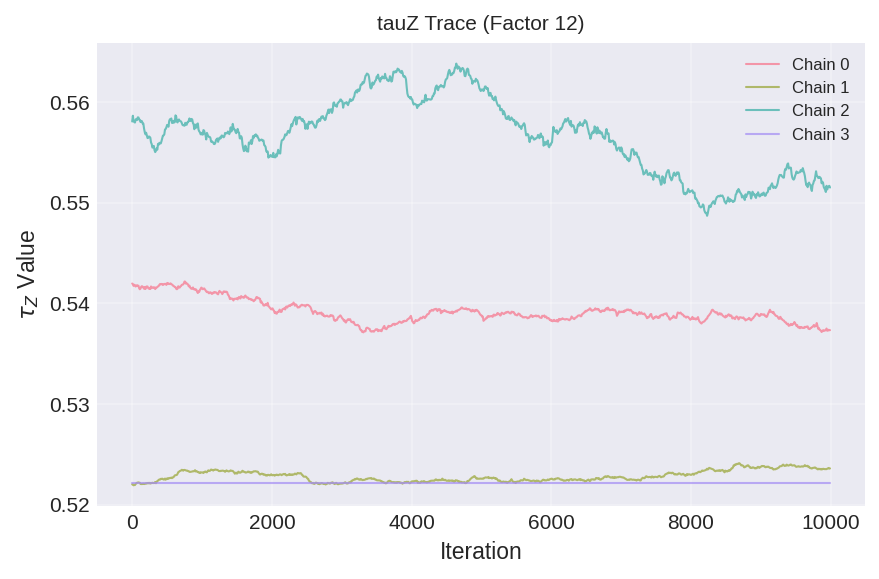 tauZ Trace (Factor 12)
Chain 0
Chain 1
Chain 2
Chain 3
τZ Value
0.56
0.55
0.54
0.53
0.52
0 2000 4000 6000 8000 10000
Iteration